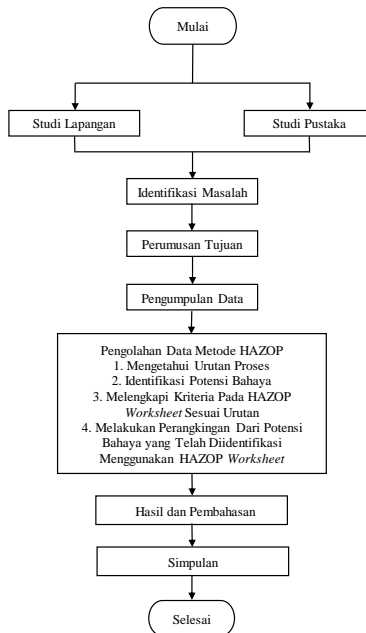 Mulai
Studi Lapangan
Studi Pustaka
Identifikasi Masalah
Perumusan Tujuan
Pengumpulan Data
Pengolahan Data Metode HAZOP
1. Mengetahui Urutan Proses
2. Identifikasi Potensi Bahaya
3. Melengkapi Kriteria Pada HAZOP
Worksheet Sesuai Urutan
4. Melakukan Perangkingan Dari Potensi
Bahaya yang Telah Diidentifikasi
Menggunakan HAZOP Worksheet
Hasil dan Pembahasan
Simpulan
Selesai